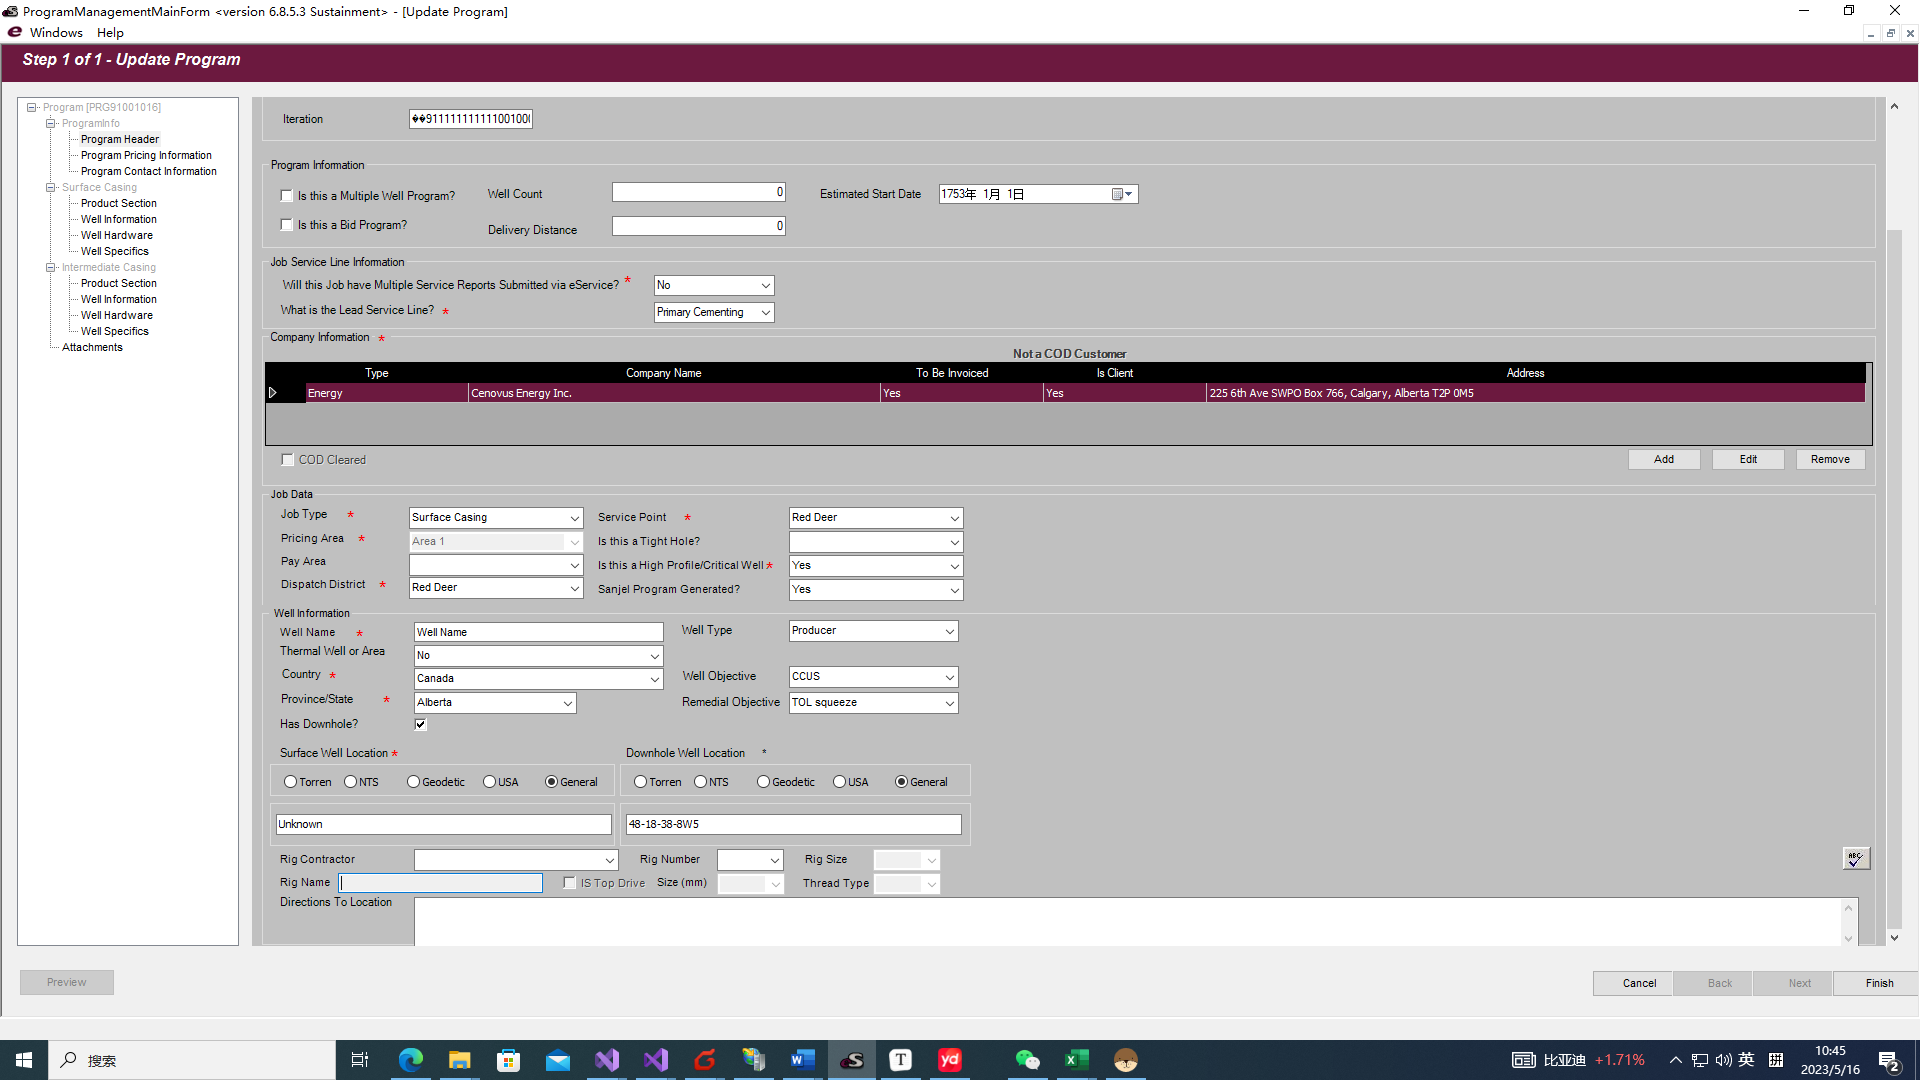 ProgramManagementMainForm <version 6.8.5.3 Sustainment> - [Update Program]
Windows Help
Step 1 of 1 - Update Program
Program [PRG91001016]
ProgramInfo
Program Header
Program Pricing Information
Program Contact Information
Surface Casing
Product Section
Well Information
Well Hardware
Well Specifics
Intermediate Casing
Product Section
Well Information
Well Hardware
Well Specifics
Attachments
Iteration ��911111111111001000
Program Information
Is this a Multiple Well Program? Well Count 0 Estimated Start Date 1753年 1月 1日
Is this a Bid Program? Delivery Distance 0
Job Service Line Information
Will this Job have Multiple Service Reports Submitted via eService? * No
What is the Lead Service Line? * Primary Cementing
Company Information *
Not a COD Customer
Type Company Name To Be Invoiced Is Client Address
Energy Cenovus Energy Inc. Yes Yes 225 6th Ave SWPO Box 766, Calgary, Alberta T2P 0M5
COD Cleared Add Edit Remove
Job Data
Job Type * Surface Casing Service Point * Red Deer
Pricing Area * Area 1 Is this a Tight Hole?
Pay Area Is this a High Profile/Critical Well * Yes
Dispatch District * Red Deer Sanjel Program Generated? Yes
Well Information
Well Name * Well Name Well Type Producer
Thermal Well or Area No
Country * Canada Well Objective CCUS
Province/State * Alberta Remedial Objective TOL squeeze
Has Downhole?
Surface Well Location * Downhole Well Location *
Torren NTS Geodetic USA General Torren NTS Geodetic USA General
Unknown 48-18-38-8W5
Rig Contractor Rig Number Rig Size
Rig Name IS Top Drive Size (mm) Thread Type
Directions To Location
ABC
Preview Cancel Back Next Finish
搜索
W
T
yd
比亚迪 +1.71%
英
拼
10:45
2023/5/16
2